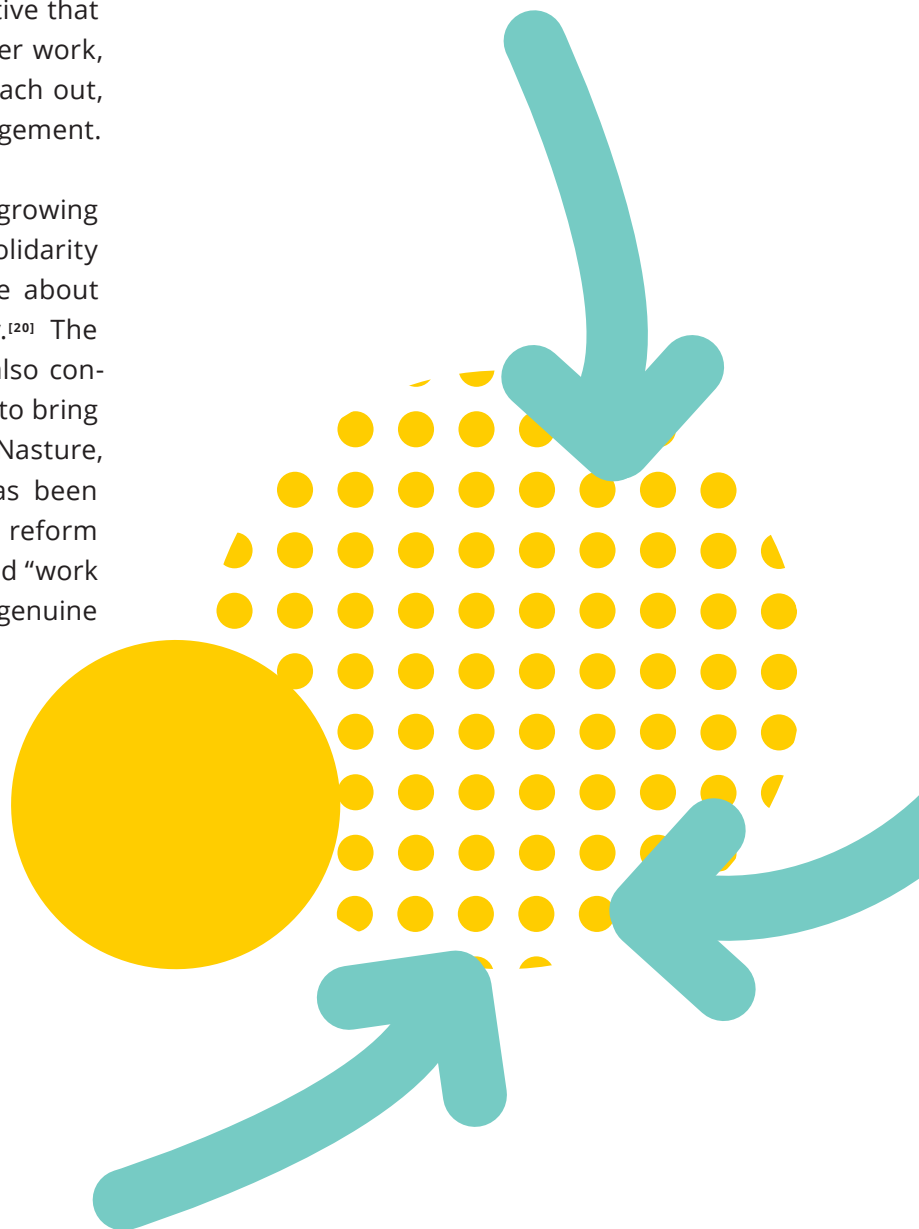 tive that
er work,
ach out,
gement.
growing
olidarity
e about
.[20] The
also con-
to bring
Nasture,
as been
reform
d “work
genuine